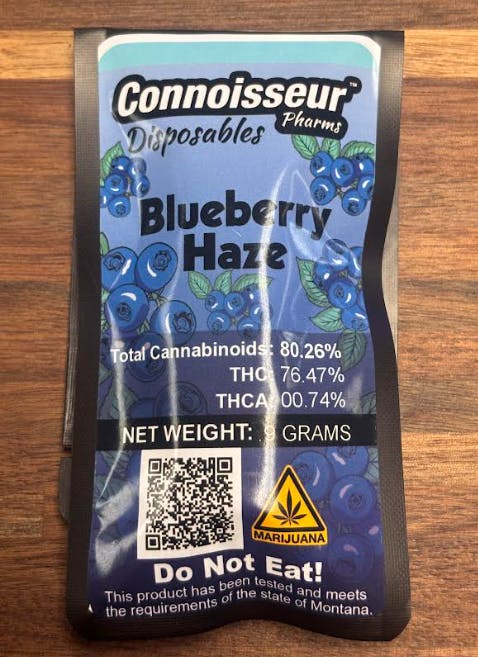 Connoisseur™
Pharms
Disposables
Blueberry
Haze
Total Cannabinoids: 80.26%
THC: 76.47%
THCA: 00.74%
NET WEIGHT: .9 GRAMS
MARIJUANA
Do Not Eat!
This product has been tested and meets
the requirements of the state of Montana.